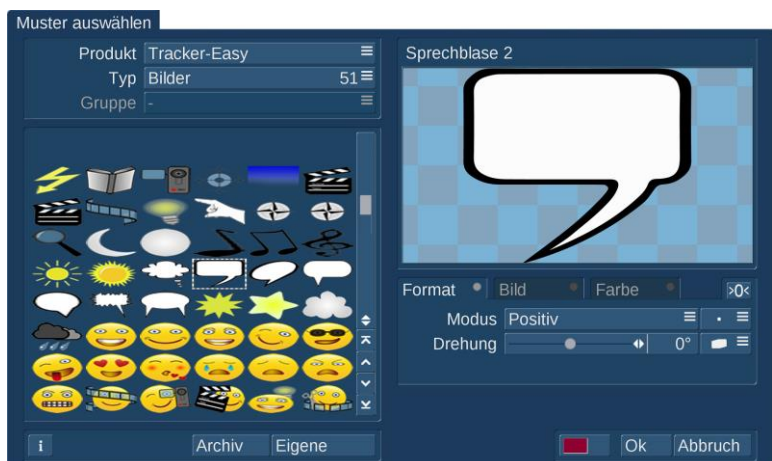 Muster auswählen
Produkt Tracker-Easy
Typ Bilder 51
Gruppe -
Sprechblase 2
Format Bild Farbe >0<
Modus Positiv
Drehung 0°
i Archiv Eigene Ok Abbruch